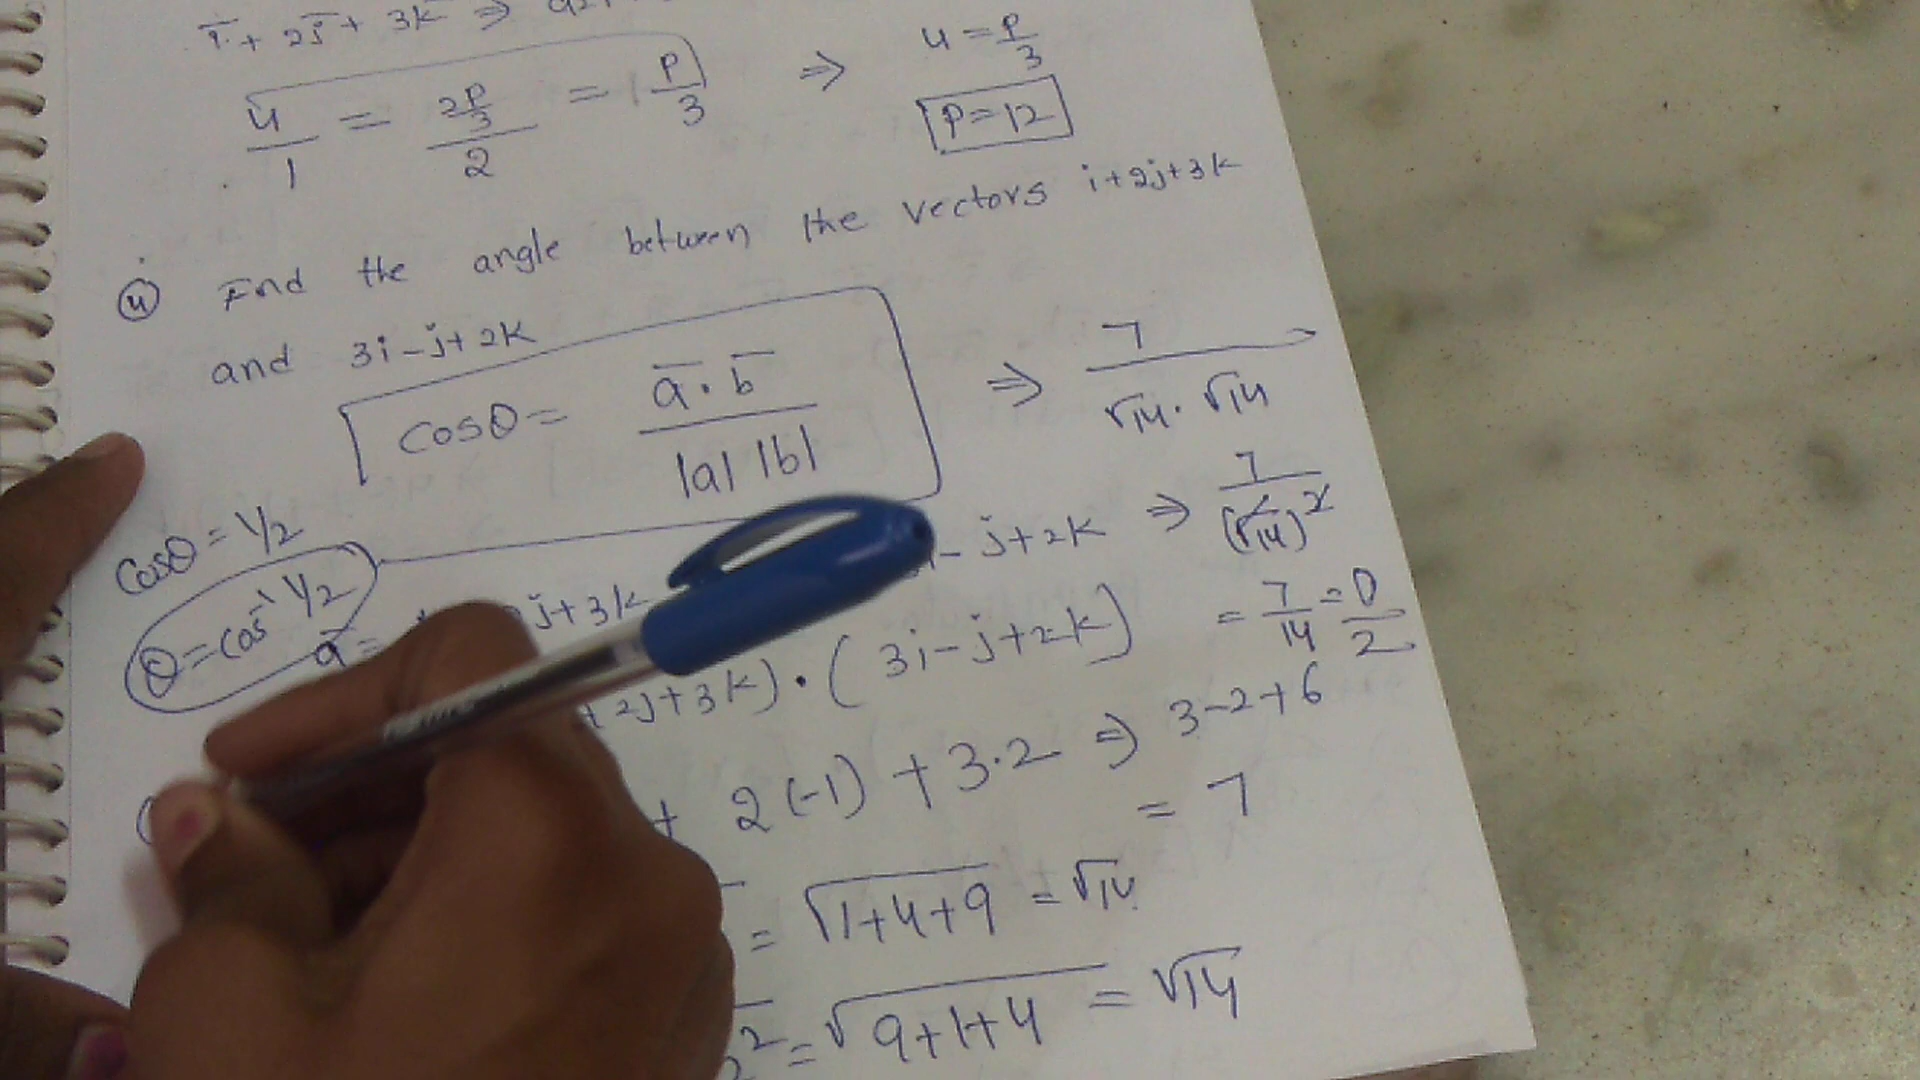 i + 2j + 3k ⇒
4/1 = (2p/3)/2 = (p/3)/ ⇒ 4 = p/3
p = 12
(4) Find the angle between the vectors i+2j+3k
and 3i-j+2k
cosθ = a·b / |a| |b| ⇒ 7 / √14 · √14
⇒ 7 / (√14)²
cosθ = 1/2
θ = cos⁻¹ 1/2
a = 2j+3k - j+2k
= 7/14 = 0/2
+ 2j+3k)·(3i-j+2k)
+ 2(-1) + 3·2 ⇒ 3-2+6
= 7
= √1+4+9 = √14
2 = √9+1+4 = √14